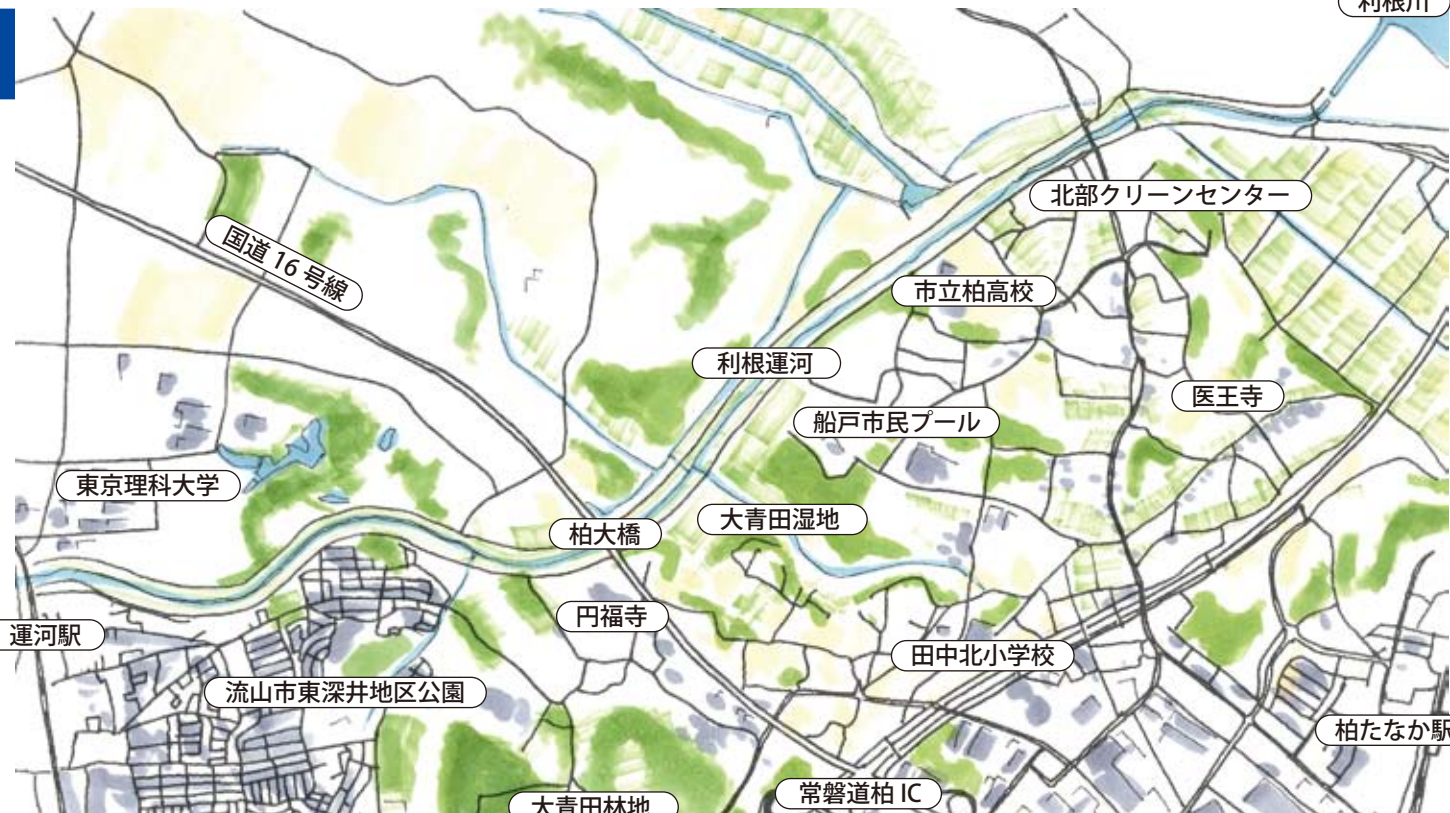 利根川
北部クリーンセンター
国道 16 号線
市立柏高校
利根運河
医王寺
船戸市民プール
東京理科大学
大青田湿地
柏大橋
円福寺
運河駅
田中北小学校
流山市東深井地区公園
柏たなか駅
常磐道柏 IC
大青田林地